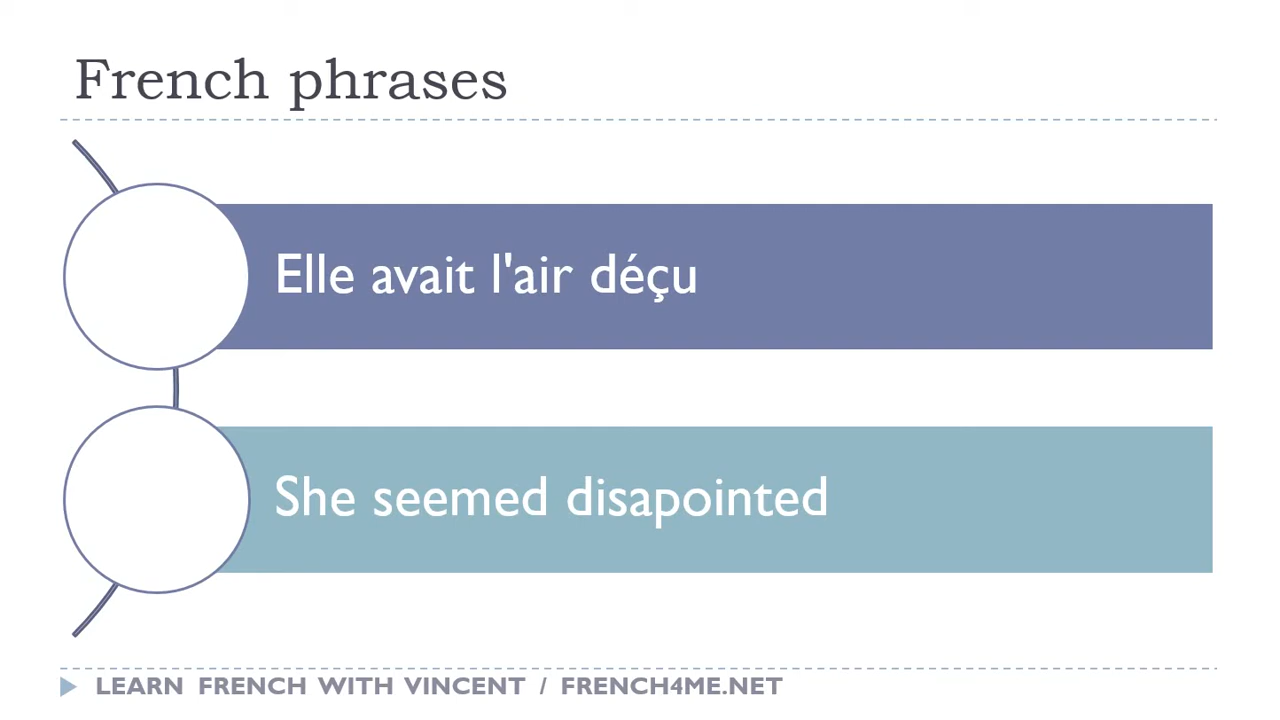 French phrases
Elle avait l'air déçu
She seemed disapointed
LEARN FRENCH WITH VINCENT / FRENCH4ME.NET